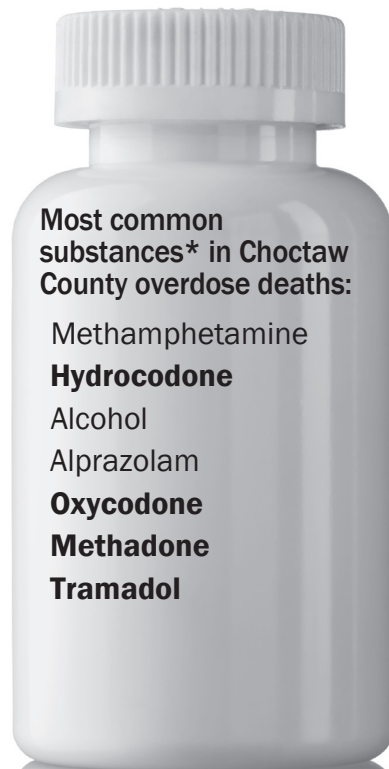 Most common
substances* in Choctaw
County overdose deaths:
Methamphetamine
Hydrocodone
Alcohol
Alprazolam
Oxycodone
Methadone
Tramadol